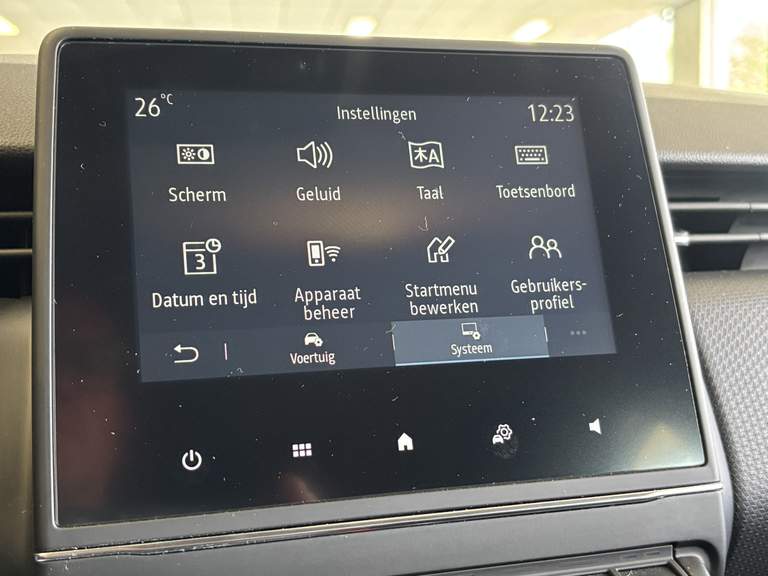 26°C Instellingen 12:23
Scherm Geluid Taal Toetsenbord
3
Datum en tijd
Apparaat
beheer
Startmenu
bewerken
Gebruikers-
profiel
Voertuig Systeem